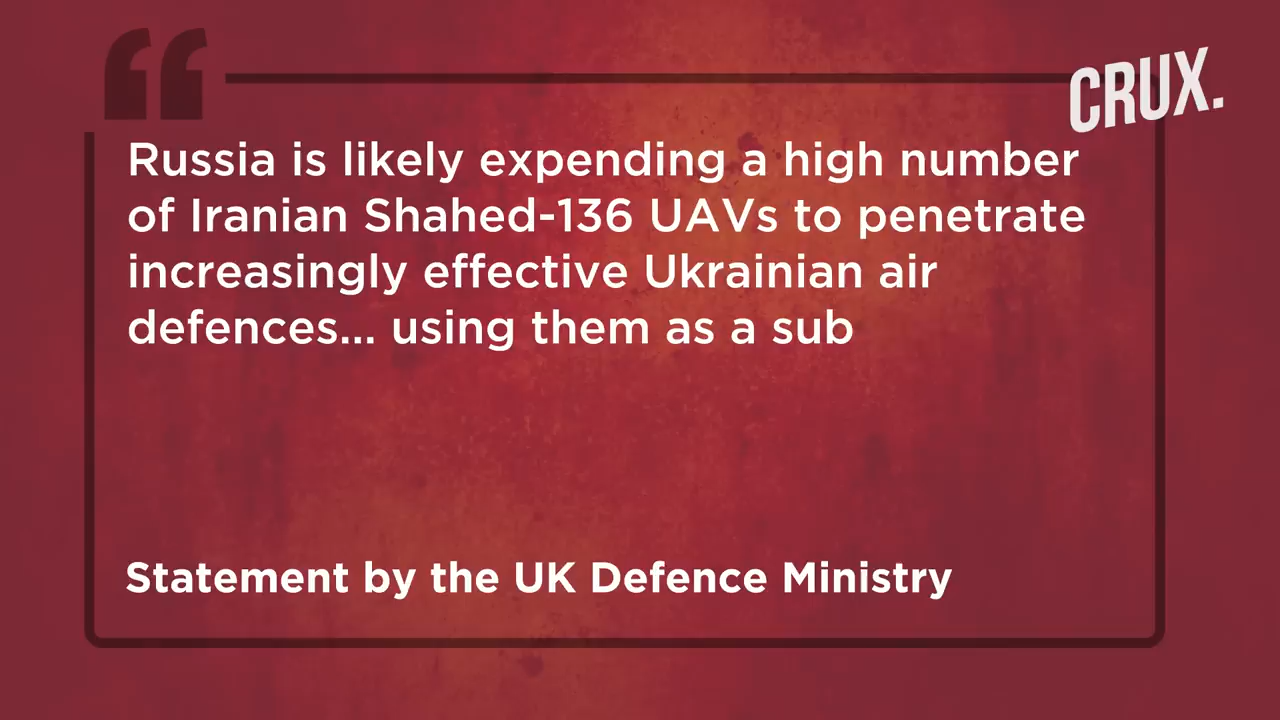 CRUX.
Russia is likely expending a high number
of Iranian Shahed-136 UAVs to penetrate
increasingly effective Ukrainian air
defences... using them as a sub
Statement by the UK Defence Ministry